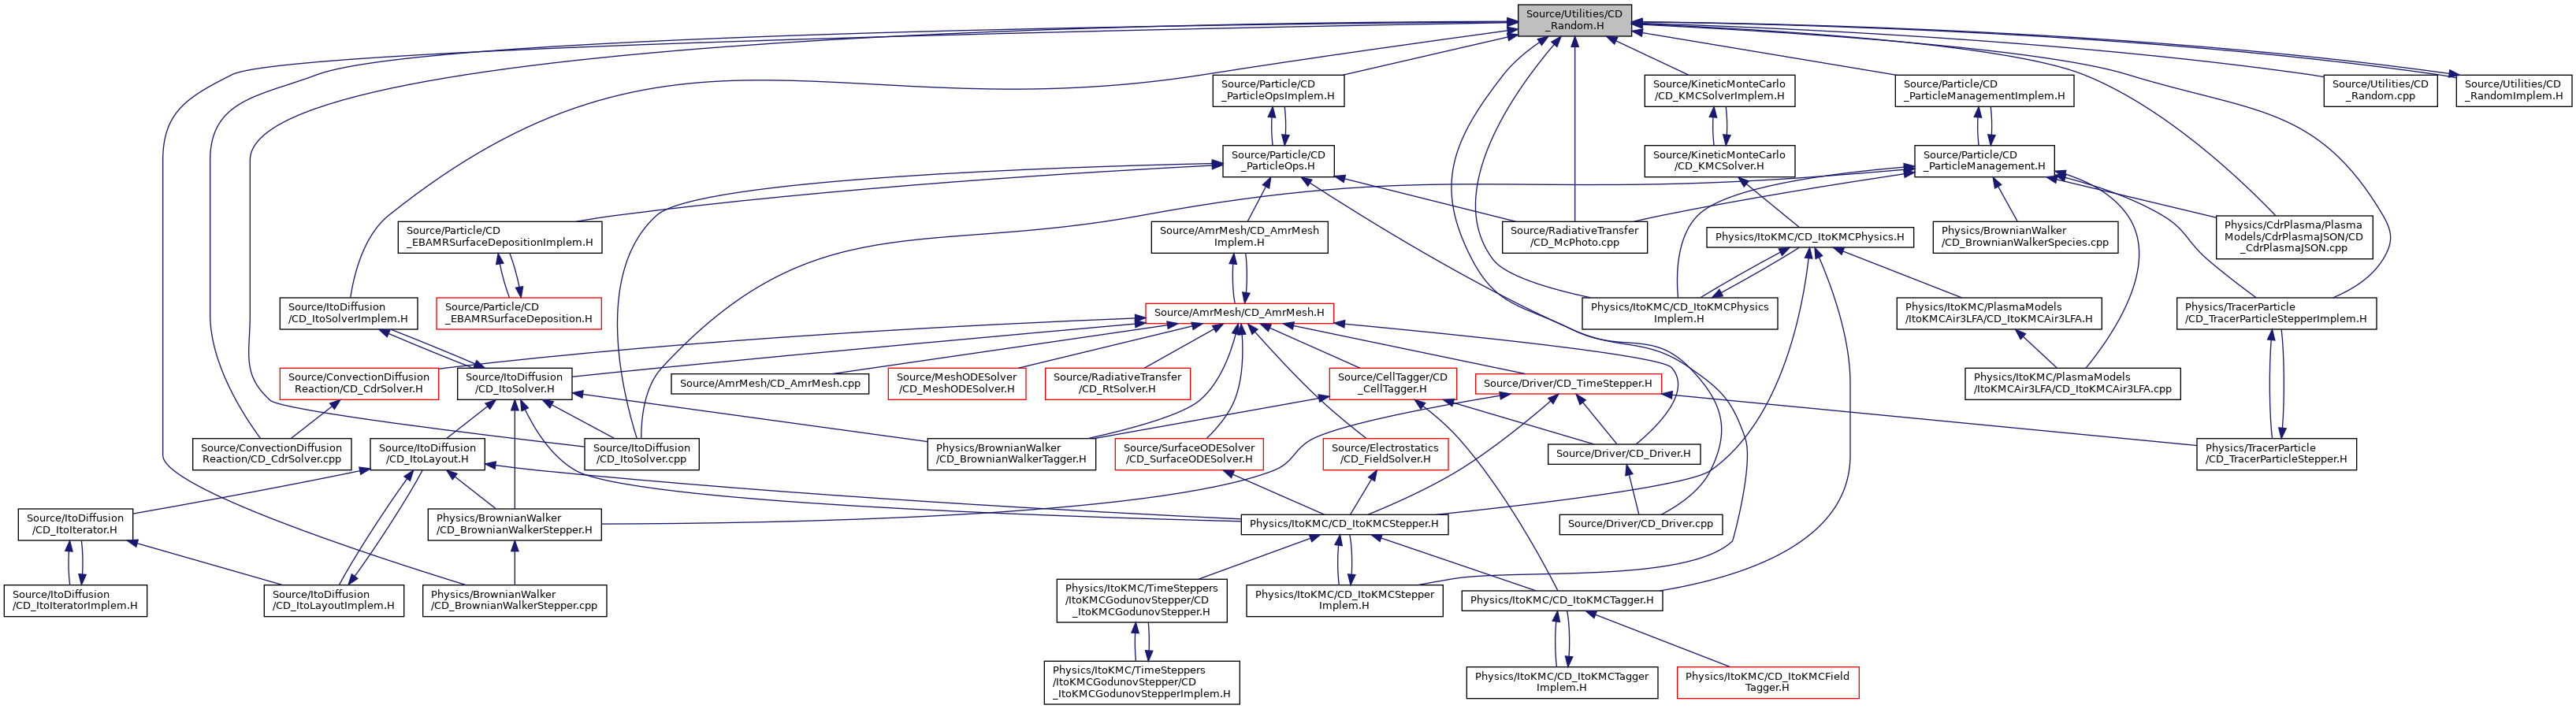 Source/Utilities/CD
_Random.H
Source/Particle/CD
_ParticleOpsImplem.H
Source/KineticMonteCarlo
/CD_KMCSolverImplem.H
Source/Particle/CD
_ParticleManagementImplem.H
Source/Utilities/CD
_Random.cpp
Source/Utilities/CD
_RandomImplem.H
Source/Particle/CD
_ParticleOps.H
Source/KineticMonteCarlo
/CD_KMCSolver.H
Source/Particle/CD
_ParticleManagement.H
Source/Particle/CD
_EBAMRSurfaceDepositionImplem.H
Source/AmrMesh/CD_AmrMesh
Implem.H
Source/RadiativeTransfer
/CD_McPhoto.cpp
Physics/ItoKMC/CD_ItoKMCPhysics.H
Physics/BrownianWalker
/CD_BrownianWalkerSpecies.cpp
Physics/CdrPlasma/Plasma
Models/CdrPlasmaJSON/CD
_CdrPlasmaJSON.cpp
Source/ItoDiffusion
/CD_ItoSolverImplem.H
Source/Particle/CD
_EBAMRSurfaceDeposition.H
Source/AmrMesh/CD_AmrMesh.H
Physics/ItoKMC/CD_ItoKMCPhysics
Implem.H
Physics/ItoKMC/PlasmaModels
/ItoKMCAir3LFA/CD_ItoKMCAir3LFA.H
Physics/TracerParticle
/CD_TracerParticleStepperImplem.H
Source/ConvectionDiffusion
Reaction/CD_CdrSolver.H
Source/ItoDiffusion
/CD_ItoSolver.H
Source/AmrMesh/CD_AmrMesh.cpp
Source/MeshODESolver
/CD_MeshODESolver.H
Source/RadiativeTransfer
/CD_RtSolver.H
Source/CellTagger/CD
_CellTagger.H
Source/Driver/CD_TimeStepper.H
Physics/ItoKMC/PlasmaModels
/ItoKMCAir3LFA/CD_ItoKMCAir3LFA.cpp
Source/ConvectionDiffusion
Reaction/CD_CdrSolver.cpp
Source/ItoDiffusion
/CD_ItoLayout.H
Source/ItoDiffusion
/CD_ItoSolver.cpp
Physics/BrownianWalker
/CD_BrownianWalkerTagger.H
Source/SurfaceODESolver
/CD_SurfaceODESolver.H
Source/Electrostatics
/CD_FieldSolver.H
Source/Driver/CD_Driver.H
Physics/TracerParticle
/CD_TracerParticleStepper.H
Source/ItoDiffusion
/CD_ItoIterator.H
Physics/BrownianWalker
/CD_BrownianWalkerStepper.H
Physics/ItoKMC/CD_ItoKMCStepper.H
Source/Driver/CD_Driver.cpp
Source/ItoDiffusion
/CD_ItoIteratorImplem.H
Source/ItoDiffusion
/CD_ItoLayoutImplem.H
Physics/BrownianWalker
/CD_BrownianWalkerStepper.cpp
Physics/ItoKMC/TimeSteppers
/ItoKMCGodunovStepper/CD
_ItoKMCGodunovStepper.H
Physics/ItoKMC/CD_ItoKMCStepper
Implem.H
Physics/ItoKMC/CD_ItoKMCTagger.H
Physics/ItoKMC/TimeSteppers
/ItoKMCGodunovStepper/CD
_ItoKMCGodunovStepperImplem.H
Physics/ItoKMC/CD_ItoKMCTagger
Implem.H
Physics/ItoKMC/CD_ItoKMCField
Tagger.H